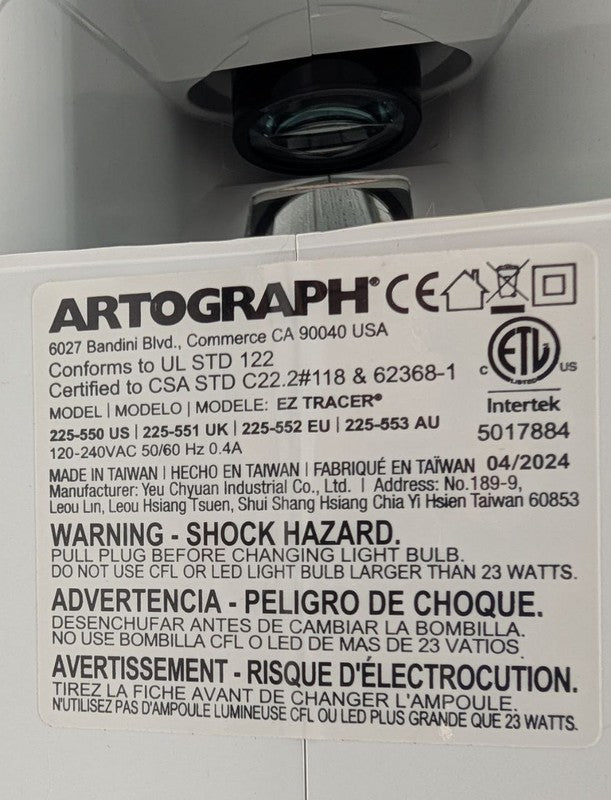 ARTOGRAPH®
CE
6027 Bandini Blvd., Commerce CA 90040 USA
Conforms to UL STD 122
Certified to CSA STD C22.2#118 & 62368-1
c ETL US
LISTED
Intertek
5017884
MODEL | MODELO | MODELE: EZ TRACER®
225-550 US | 225-551 UK | 225-552 EU | 225-553 AU
120-240VAC 50/60 Hz 0.4A
MADE IN TAIWAN | HECHO EN TAIWAN | FABRIQUÉ EN TAÏWAN 04/2024
Manufacturer: Yeu Chyuan Industrial Co., Ltd. | Address: No.189-9,
Leou Lin, Leou Hsiang Tsuen, Shui Shang Hsiang Chia Yi Hsien Taiwan 60853
WARNING - SHOCK HAZARD.
PULL PLUG BEFORE CHANGING LIGHT BULB.
DO NOT USE CFL OR LED LIGHT BULB LARGER THAN 23 WATTS.
ADVERTENCIA - PELIGRO DE CHOQUE.
DESENCHUFAR ANTES DE CAMBIAR LA BOMBILLA.
NO USE BOMBILLA CFL O LED DE MAS DE 23 VATIOS.
AVERTISSEMENT - RISQUE D'ÉLECTROCUTION.
TIREZ LA FICHE AVANT DE CHANGER L'AMPOULE.
N'UTILISEZ PAS D'AMPOULE LUMINEUSE CFL OU LED PLUS GRANDE QUE 23 WATTS.